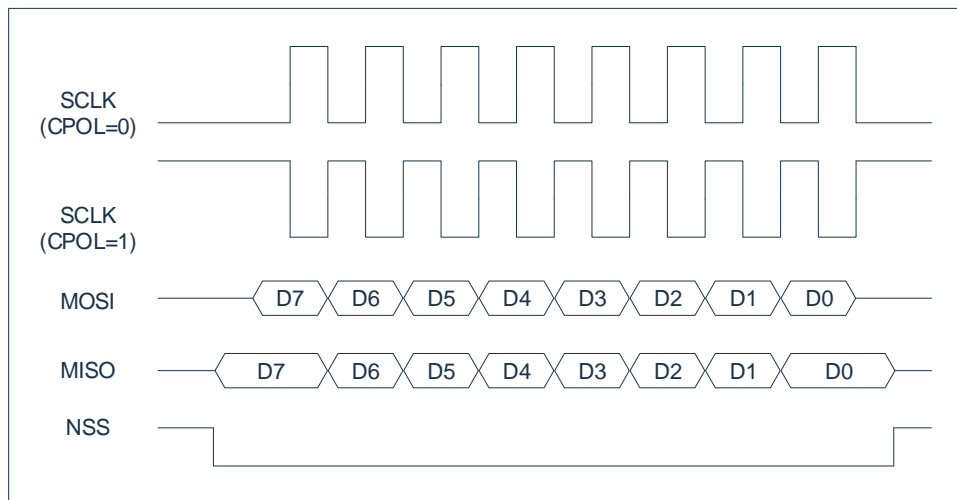 SCLK
(CPOL=0)
SCLK
(CPOL=1)
MOSI D7 D6 D5 D4 D3 D2 D1 D0
MISO D7 D6 D5 D4 D3 D2 D1 D0
NSS